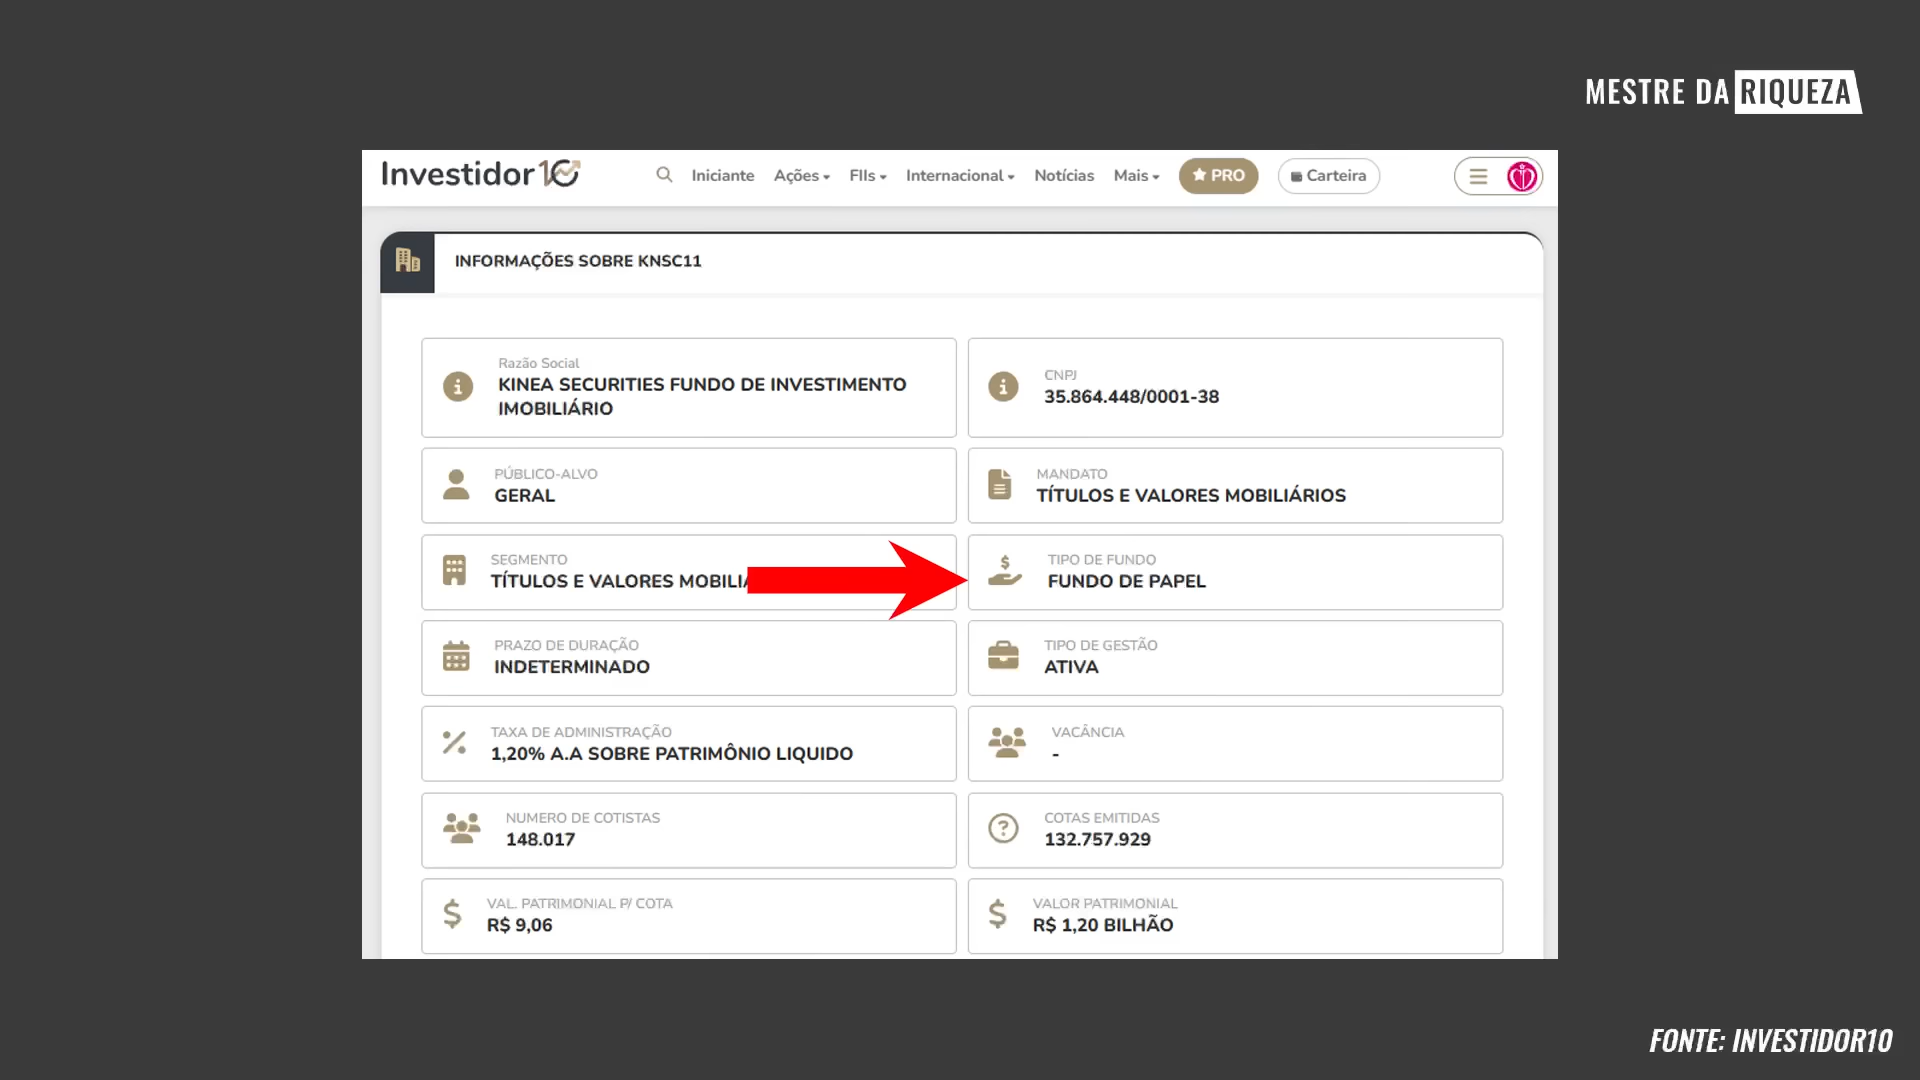 MESTRE DA RIQUEZA
Investidor10
Iniciante Ações FIIs Internacional Notícias Mais PRO Carteira
INFORMAÇÕES SOBRE KNSC11
Razão Social
KINEA SECURITIES FUNDO DE INVESTIMENTO
IMOBILIÁRIO
CNPJ
35.864.448/0001-38
PÚBLICO-ALVO
GERAL
MANDATO
TÍTULOS E VALORES MOBILIÁRIOS
SEGMENTO
TÍTULOS E VALORES
TIPO DE FUNDO
FUNDO DE PAPEL
PRAZO DE DURAÇÃO
INDETERMINADO
TIPO DE GESTÃO
ATIVA
TAXA DE ADMINISTRAÇÃO
1,20% A.A SOBRE PATRIMÔNIO LIQUIDO
VACÂNCIA
-
NUMERO DE COTISTAS
148.017
COTAS EMITIDAS
132.757.929
VAL. PATRIMONIAL P/ COTA
R$ 9,06
VALOR PATRIMONIAL
R$ 1,20 BILHÃO
FONTE: INVESTIDOR10